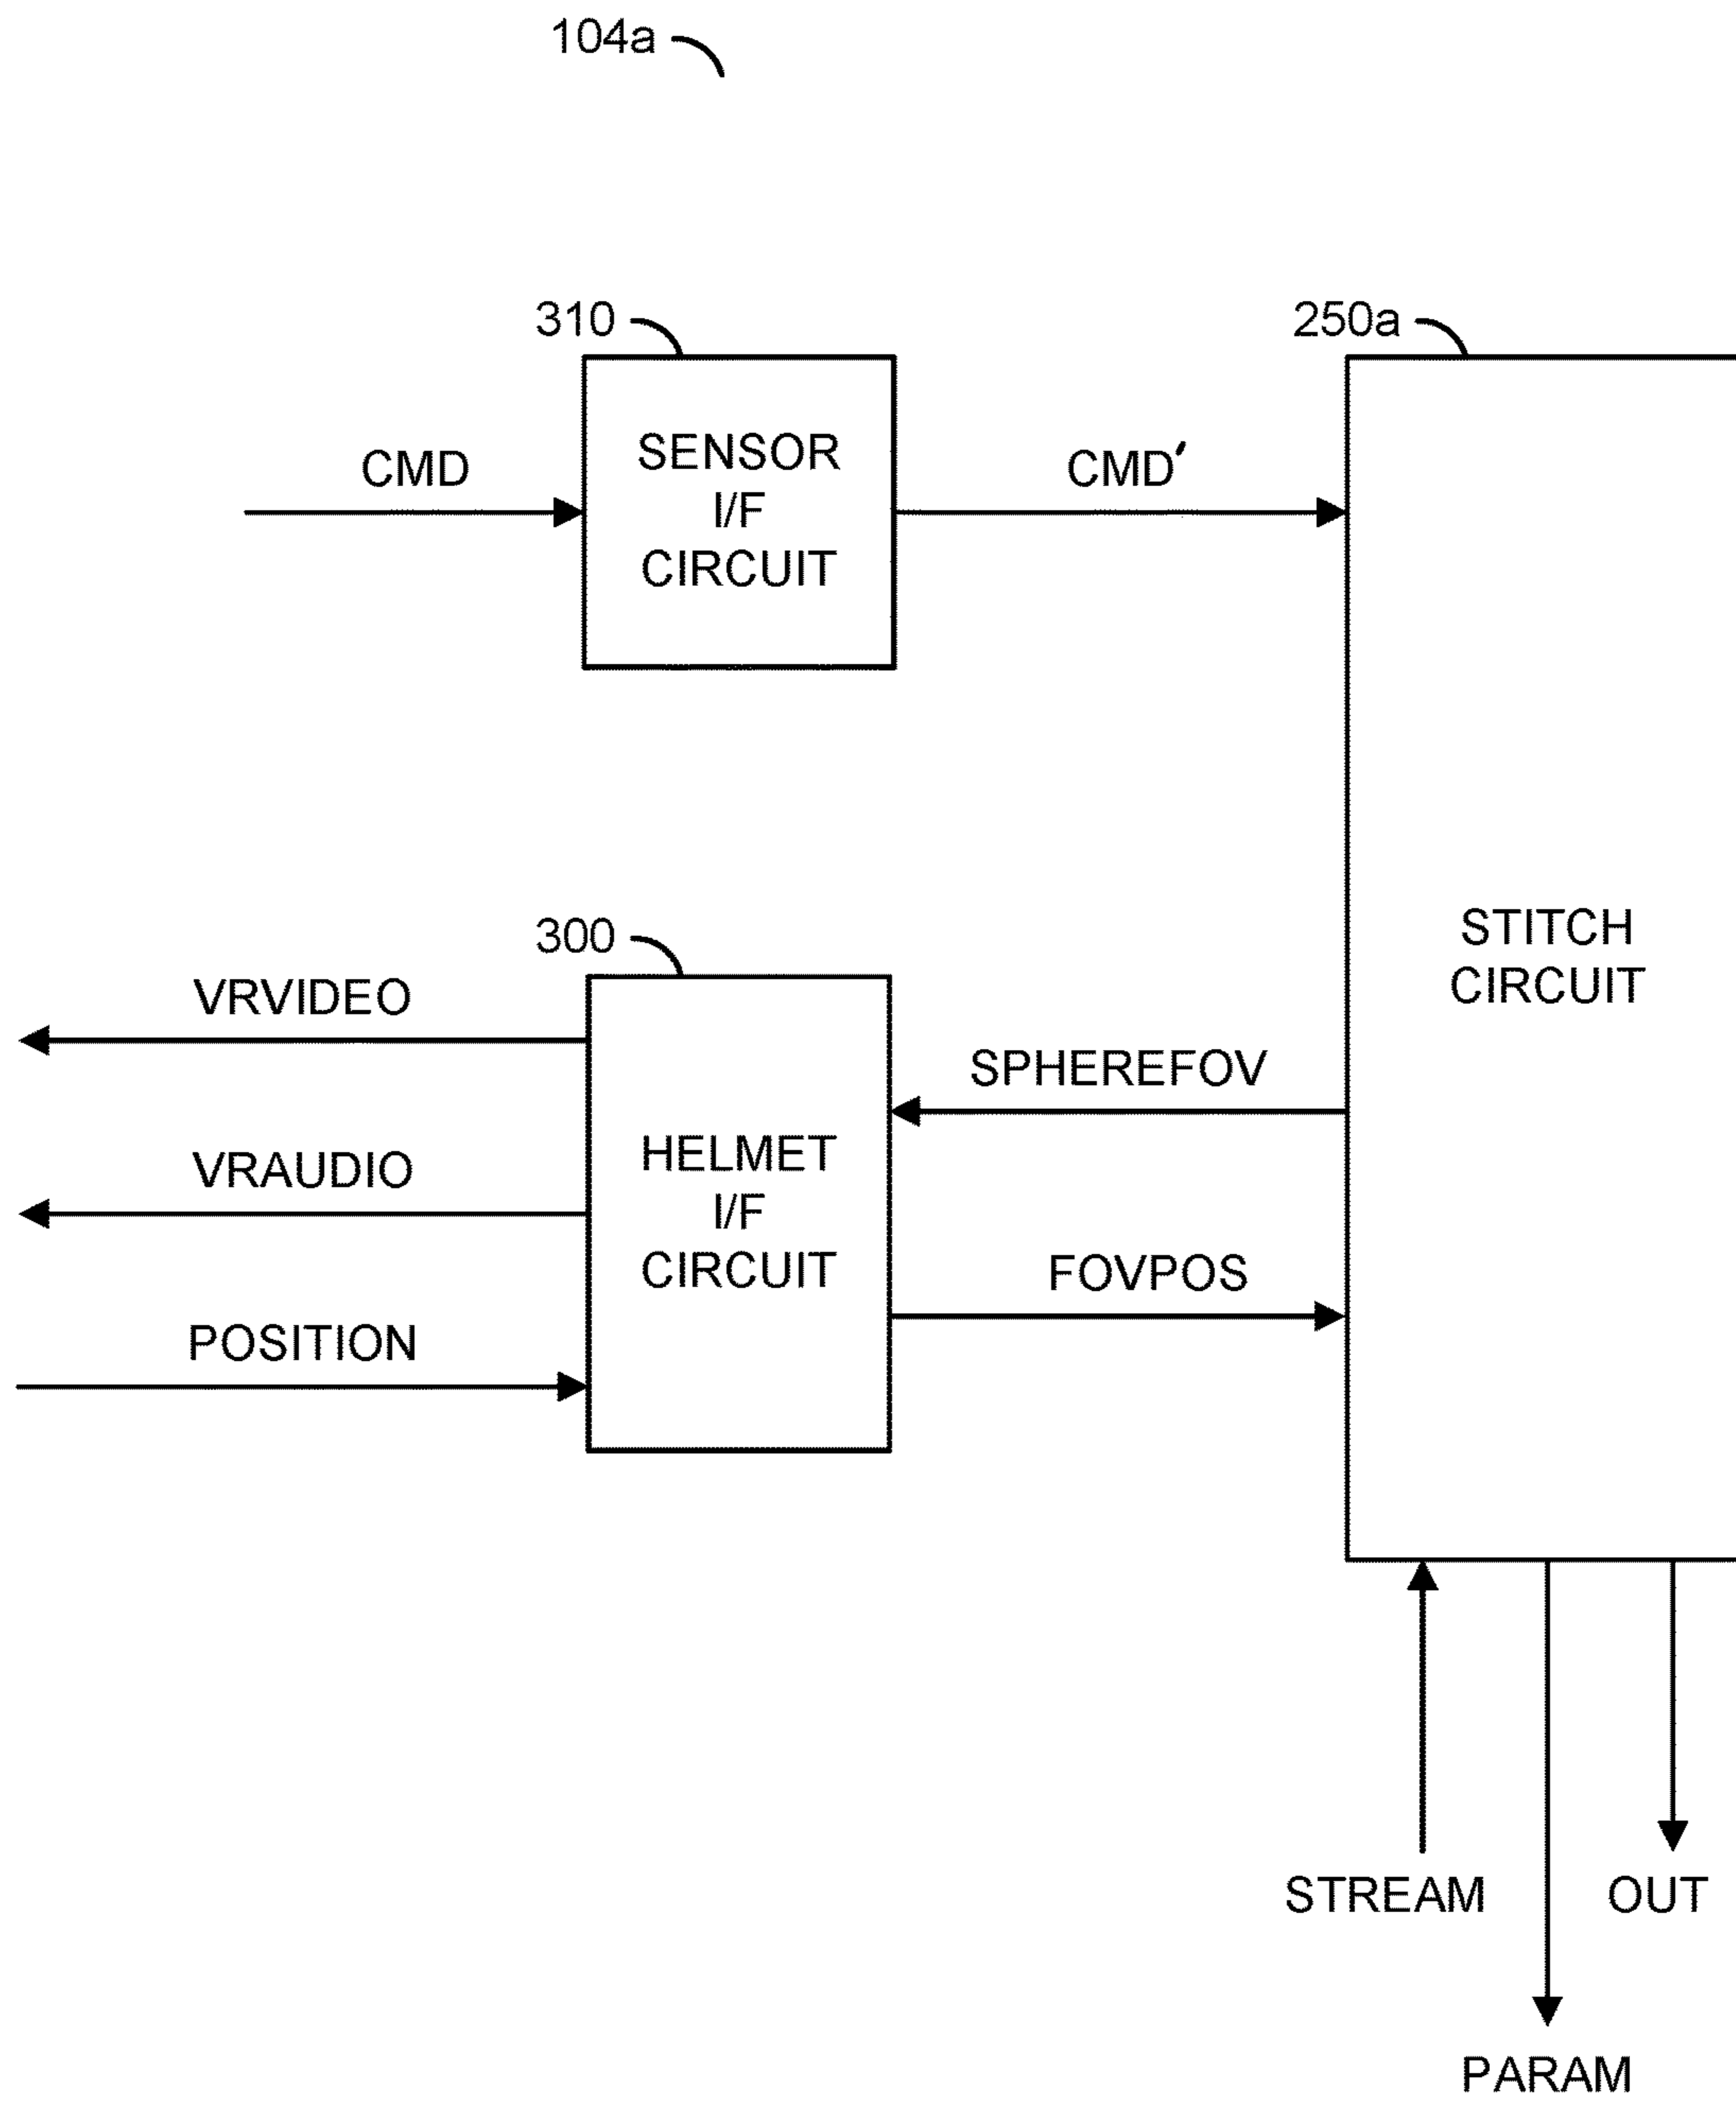 104a
310
250a
CMD
SENSOR
I/F
CIRCUIT
CMD′
STITCH
CIRCUIT
300
VRVIDEO
SPHEREFOV
VRAUDIO
HELMET
I/F
CIRCUIT
FOVPOS
POSITION
STREAM
OUT
PARAM